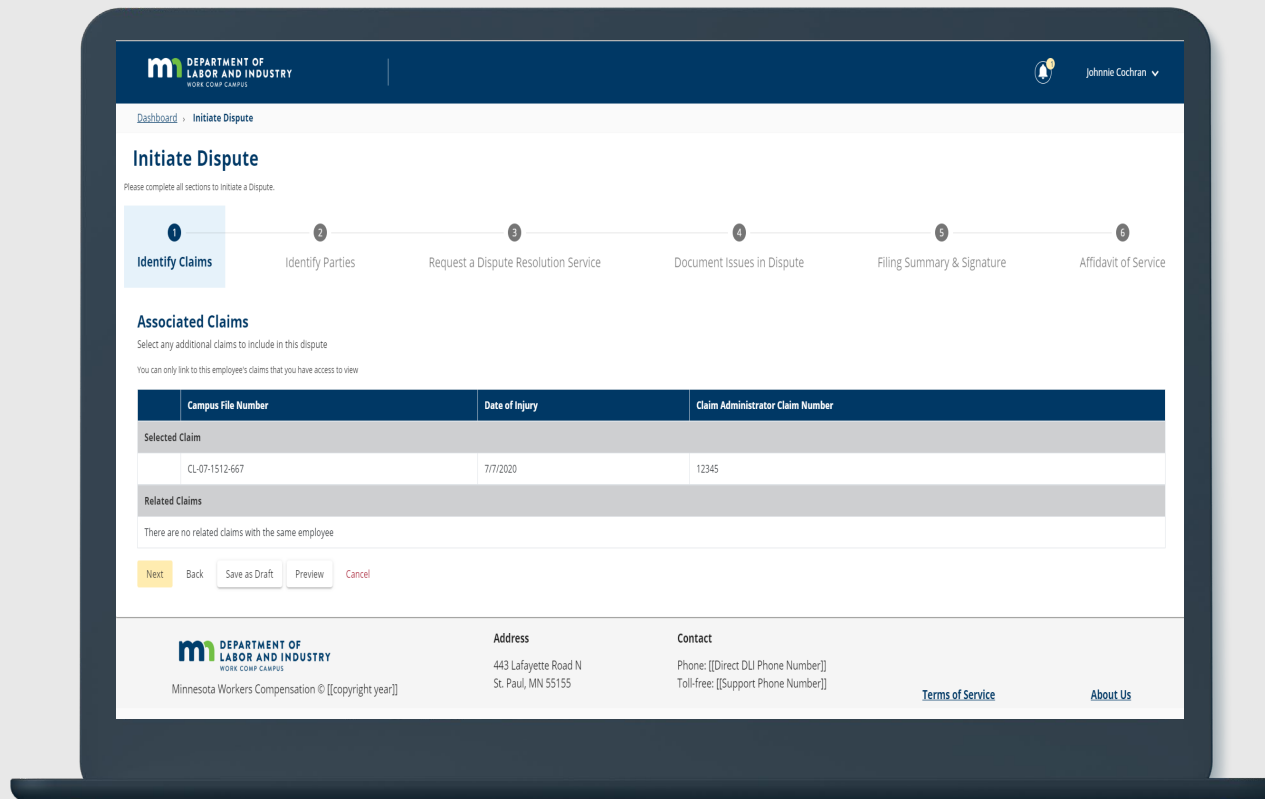 DEPARTMENT OF
LABOR AND INDUSTRY
WORK COMP CAMPUS
Johnnie Cochran
Dashboard › Initiate Dispute
Initiate Dispute
Please complete all sections to Initiate a Dispute.
1 2 3 4 5 6
Identify Claims Identify Parties Request a Dispute Resolution Service Document Issues in Dispute Filing Summary & Signature Affidavit of Service
Associated Claims
Select any additional claims to include in this dispute
You can only link to this employee's claims that you have access to view
Campus File Number Date of Injury Claim Administrator Claim Number
Selected Claim
CL-07-1512-667 7/7/2020 12345
Related Claims
There are no related claims with the same employee
Next Back Save as Draft Preview Cancel
DEPARTMENT OF
LABOR AND INDUSTRY
WORK COMP CAMPUS
Minnesota Workers Compensation © [[copyright year]]
Address
443 Lafayette Road N
St. Paul, MN 55155
Contact
Phone: [[Direct DLI Phone Number]]
Toll-free: [[Support Phone Number]]
Terms of Service About Us